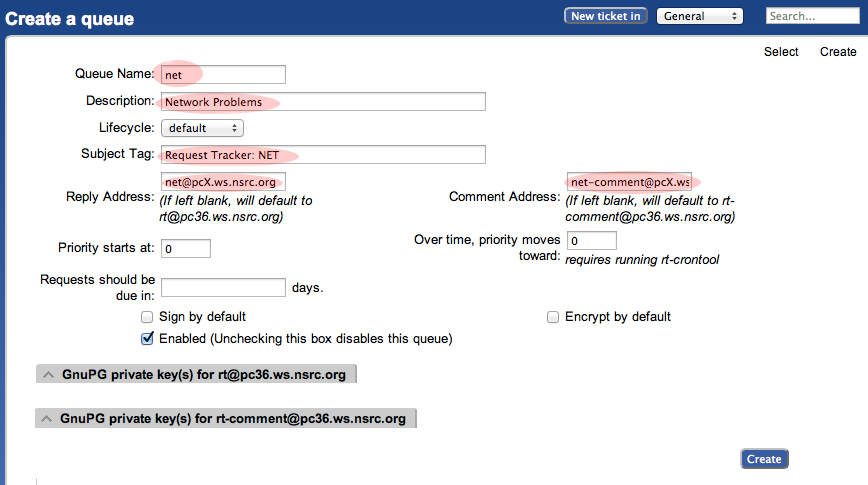 Create a queue
New ticket in General Search...
Select Create
Queue Name: net
Description: Network Problems
Lifecycle: default
Subject Tag: Request Tracker: NET
Reply Address: net@pcX.ws.nsrc.org
(If left blank, will default to
rt@pc36.ws.nsrc.org)
Comment Address: net-comment@pcX.ws
(If left blank, will default to rt-
comment@pc36.ws.nsrc.org)
Priority starts at: 0
Over time, priority moves
toward: 0
requires running rt-crontool
Requests should be
due in: days.
Sign by default
Encrypt by default
Enabled (Unchecking this box disables this queue)
GnuPG private key(s) for rt@pc36.ws.nsrc.org
GnuPG private key(s) for rt-comment@pc36.ws.nsrc.org
Create